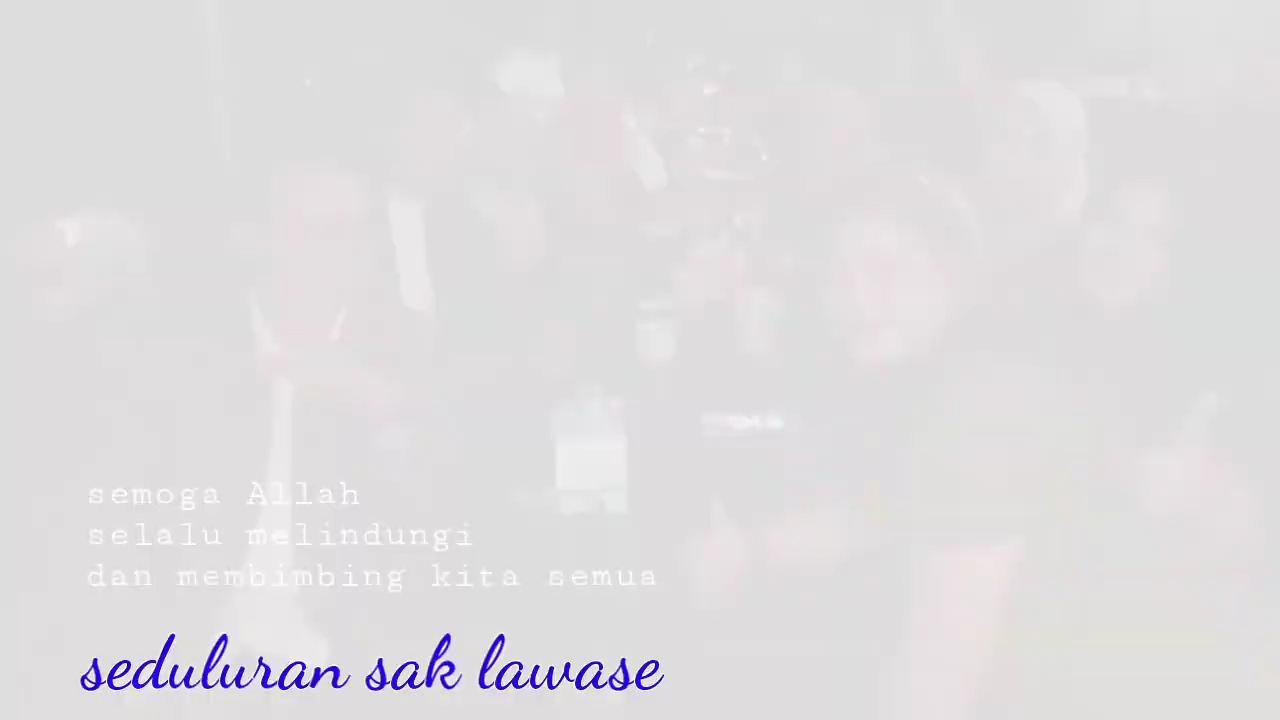 semoga Allah
selalu melindungi
dan membimbing kita semua
seduluran sak lawase